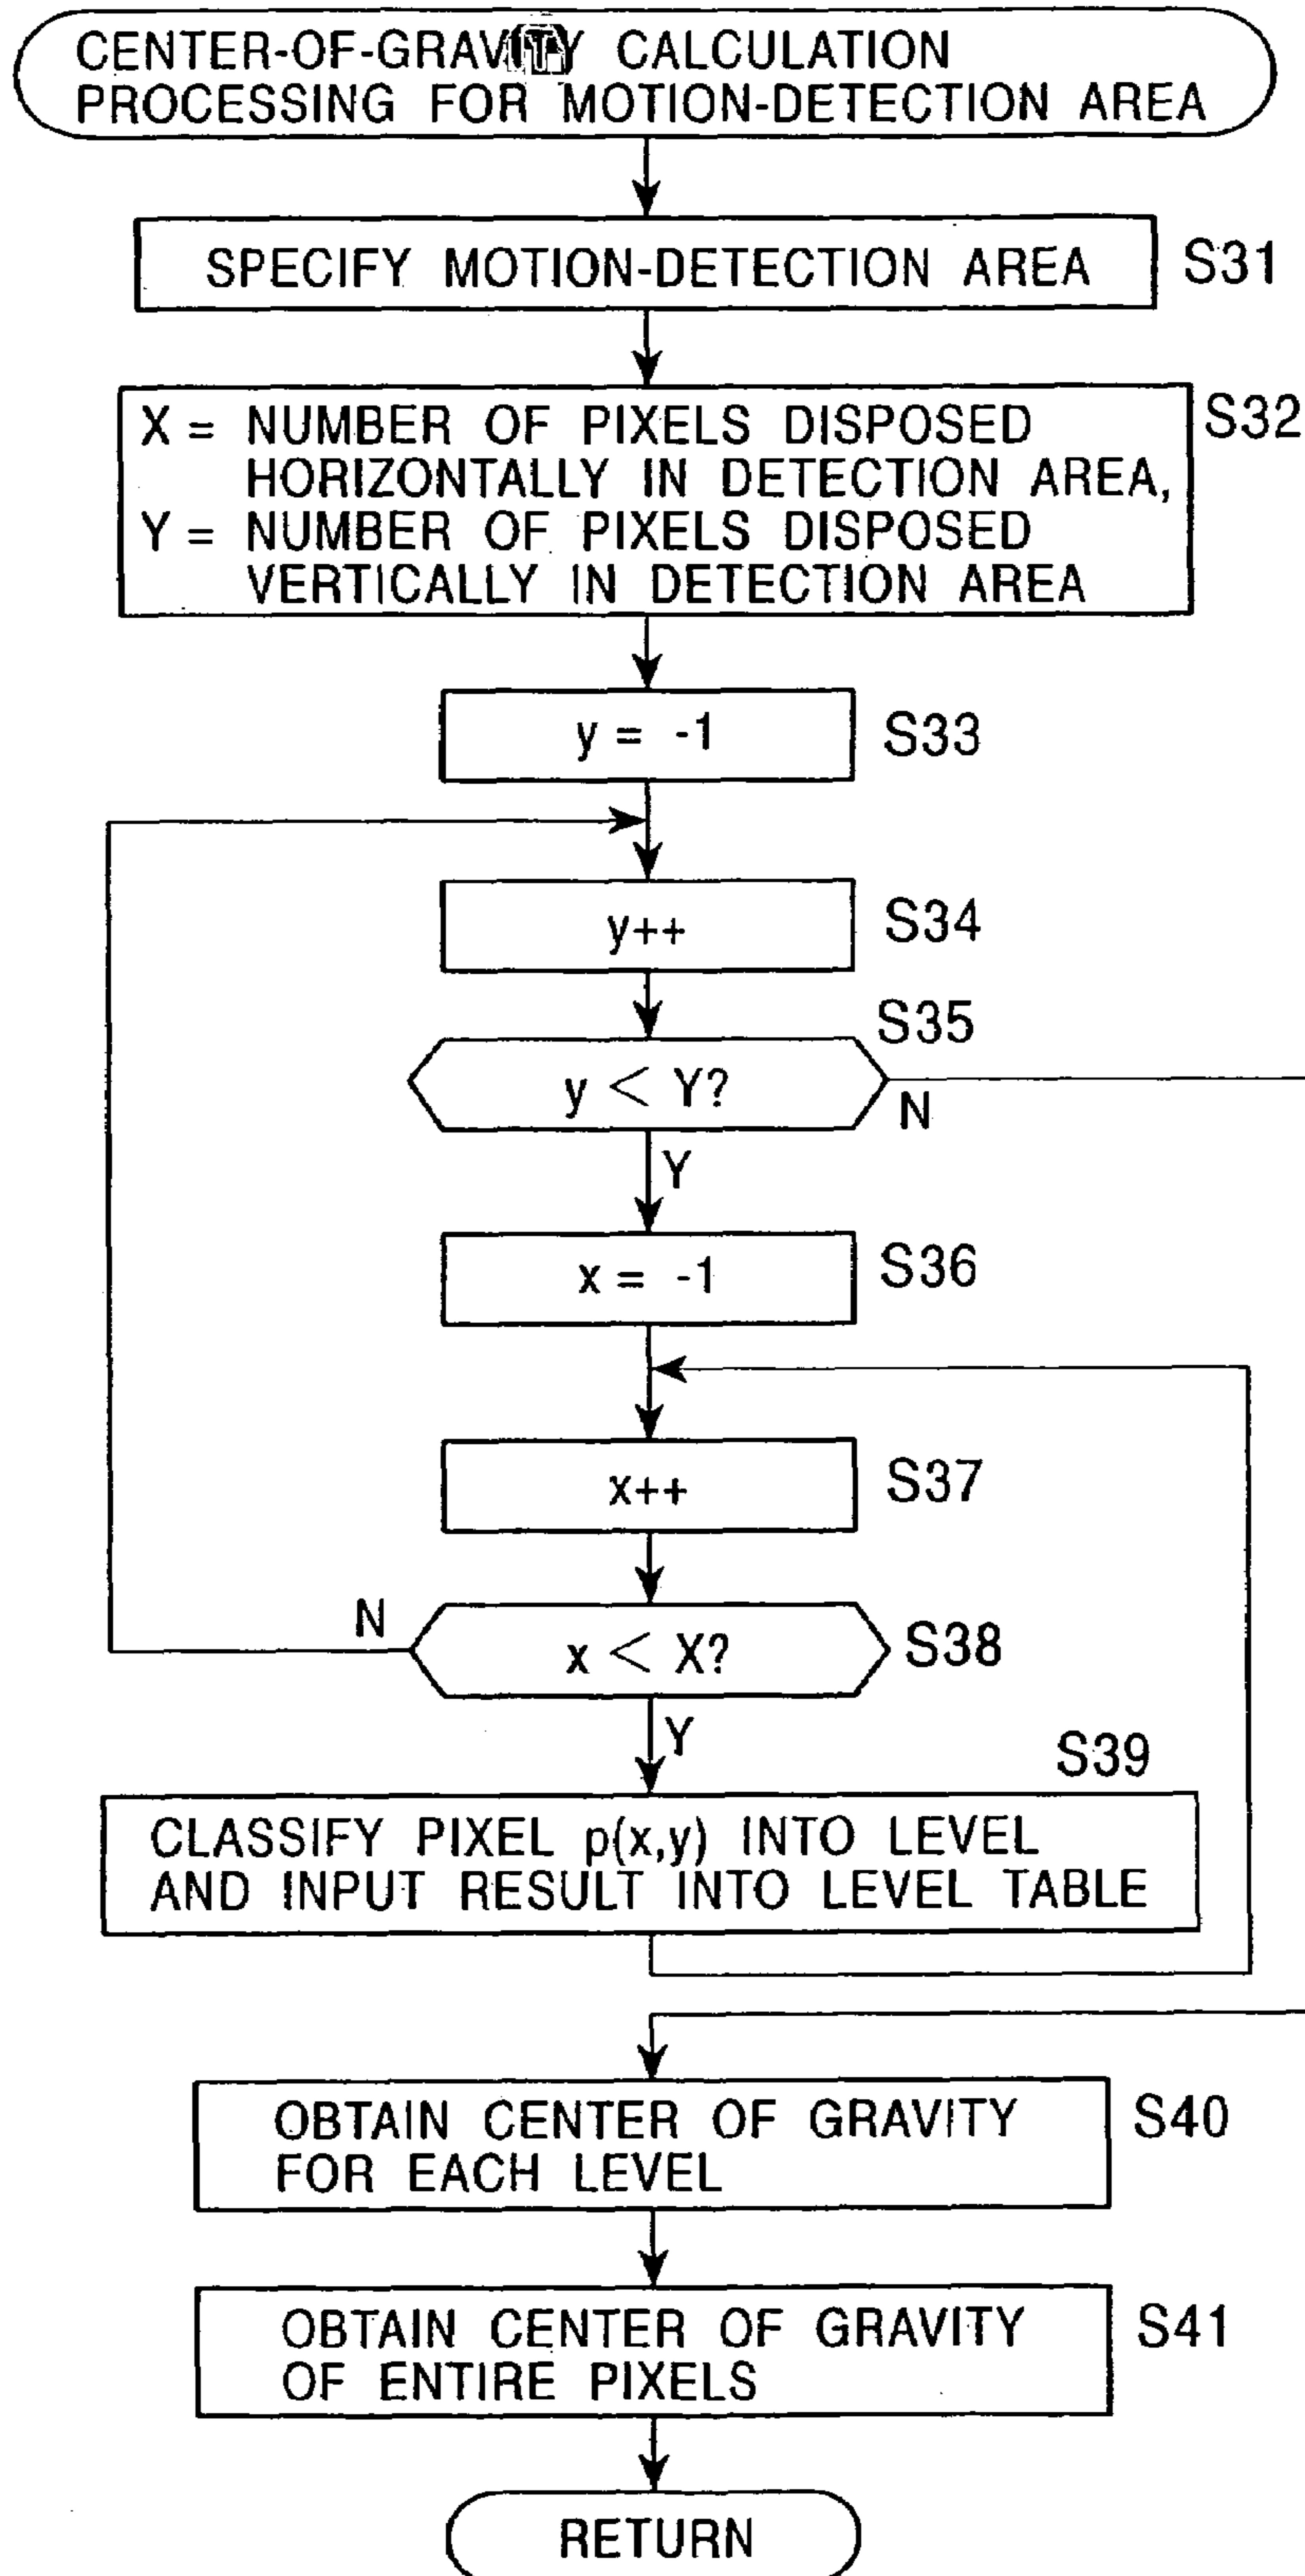 CENTER-OF-GRAVITY CALCULATION
PROCESSING FOR MOTION-DETECTION AREA
SPECIFY MOTION-DETECTION AREA
S31
X = NUMBER OF PIXELS DISPOSED
HORIZONTALLY IN DETECTION AREA,
Y = NUMBER OF PIXELS DISPOSED
VERTICALLY IN DETECTION AREA
S32
y = -1
S33
y++
S34
S35
y < Y?
N
Y
x = -1
S36
x++
S37
N
x < X?
S38
Y
S39
CLASSIFY PIXEL p(x,y) INTO LEVEL
AND INPUT RESULT INTO LEVEL TABLE
OBTAIN CENTER OF GRAVITY
FOR EACH LEVEL
S40
OBTAIN CENTER OF GRAVITY
OF ENTIRE PIXELS
S41
RETURN